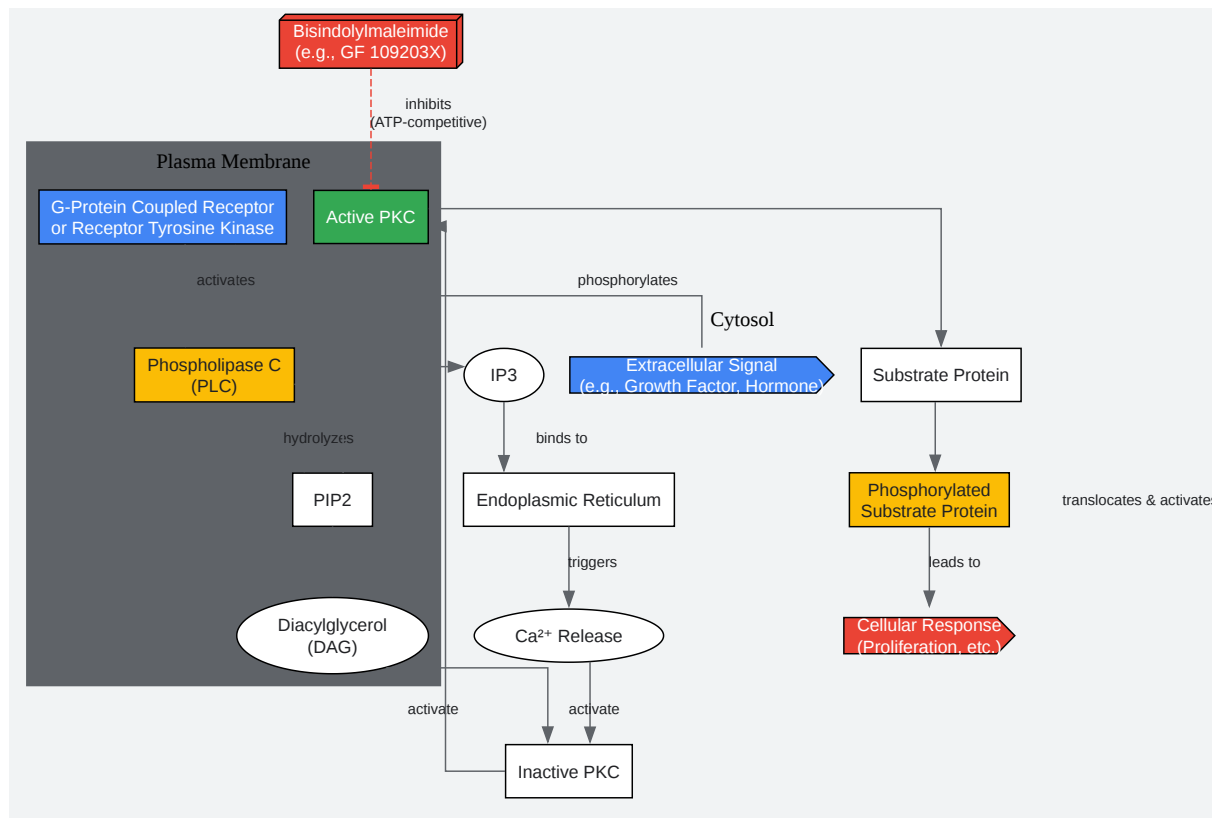 Bisindolylmaleimide
(e.g., GF 109203X)
inhibits
(ATP-competitive)
Plasma Membrane
G-Protein Coupled Receptor
or Receptor Tyrosine Kinase
Active PKC
activates
phosphorylates
Cytosol
Phospholipase C
(PLC)
IP3
Extracellular Signal
(e.g., Growth Factor, Hormone)
Substrate Protein
hydrolyzes
binds to
PIP2
Endoplasmic Reticulum
Phosphorylated
Substrate Protein
translocates & activates
triggers
leads to
Diacylglycerol
(DAG)
Ca²⁺ Release
Cellular Response
(Proliferation, etc.)
activate
activate
Inactive PKC